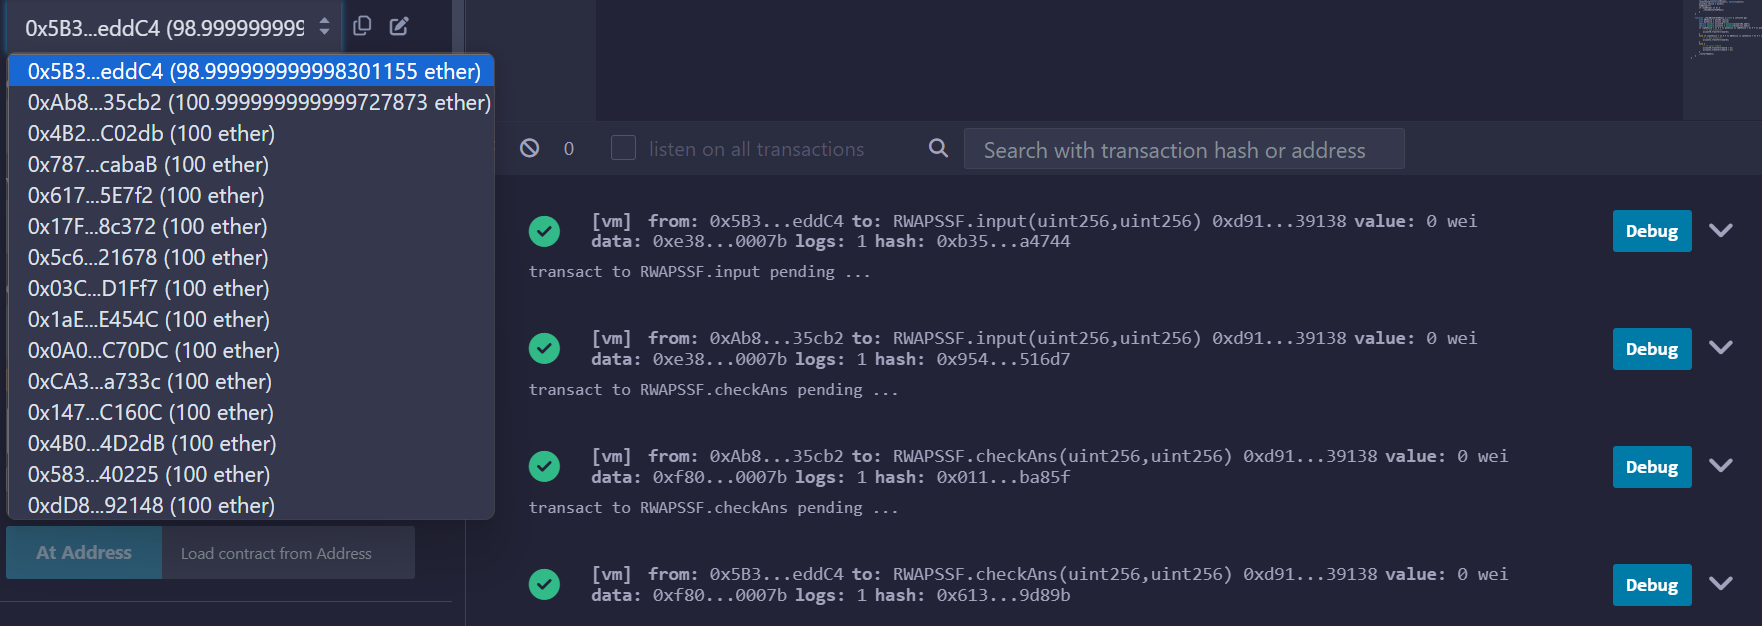 0x5B3...eddC4 (98.999999999
0x5B3...eddC4 (98.999999999998301155 ether)
0xAb8...35cb2 (100.999999999999727873 ether)
0x4B2...C02db (100 ether)
0x787...cabaB (100 ether)
0x617...5E7f2 (100 ether)
0x17F...8c372 (100 ether)
0x5c6...21678 (100 ether)
0x03C...D1Ff7 (100 ether)
0x1aE...E454C (100 ether)
0x0A0...C70DC (100 ether)
0xCA3...a733c (100 ether)
0x147...C160C (100 ether)
0x4B0...4D2dB (100 ether)
0x583...40225 (100 ether)
0xdD8...92148 (100 ether)
At Address
Load contract from Address
0
listen on all transactions
Search with transaction hash or address
[vm] from: 0x5B3...eddC4 to: RWAPSSF.input(uint256,uint256) 0xd91...39138 value: 0 wei
data: 0xe38...0007b logs: 1 hash: 0xb35...a4744
Debug
transact to RWAPSSF.input pending ...
[vm] from: 0xAb8...35cb2 to: RWAPSSF.input(uint256,uint256) 0xd91...39138 value: 0 wei
data: 0xe38...0007b logs: 1 hash: 0x954...516d7
Debug
transact to RWAPSSF.checkAns pending ...
[vm] from: 0xAb8...35cb2 to: RWAPSSF.checkAns(uint256,uint256) 0xd91...39138 value: 0 wei
data: 0xf80...0007b logs: 1 hash: 0x011...ba85f
Debug
transact to RWAPSSF.checkAns pending ...
[vm] from: 0x5B3...eddC4 to: RWAPSSF.checkAns(uint256,uint256) 0xd91...39138 value: 0 wei
data: 0xf80...0007b logs: 1 hash: 0x613...9d89b
Debug